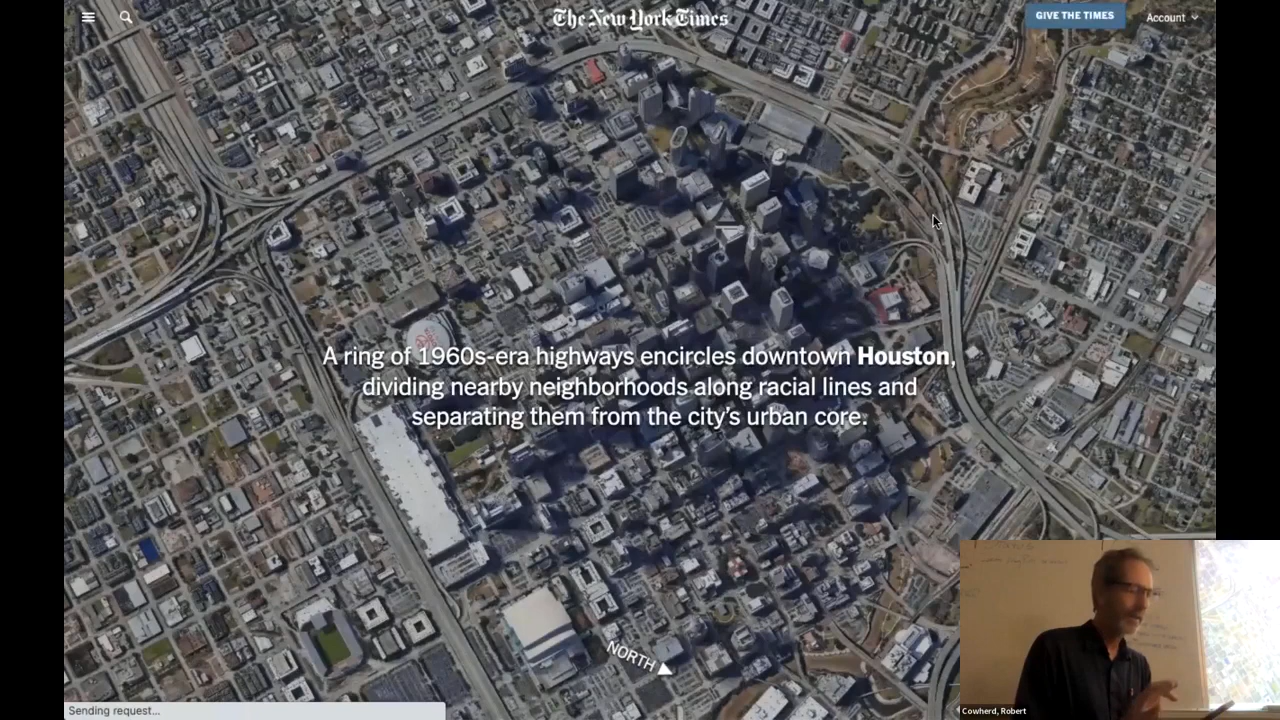 The New York Times
GIVE THE TIMES
Account
A ring of 1960s-era highways encircles downtown Houston,
dividing nearby neighborhoods along racial lines and
separating them from the city's urban core.
NORTH
Sending request...
Cowherd, Robert